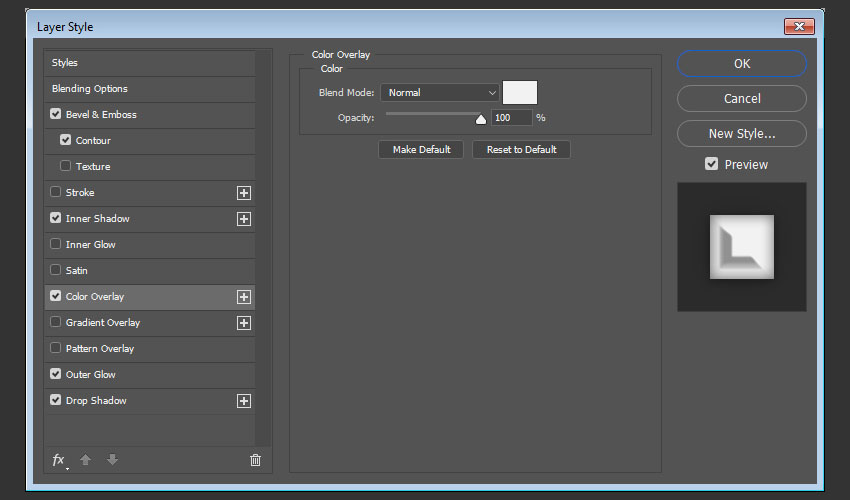 Layer Style
Styles
Blending Options
Bevel & Emboss
Contour
Texture
Stroke
Inner Shadow
Inner Glow
Satin
Color Overlay
Gradient Overlay
Pattern Overlay
Outer Glow
Drop Shadow
fx
Color Overlay
Color
Blend Mode: Normal
Opacity: 100 %
Make Default Reset to Default
OK
Cancel
New Style...
Preview